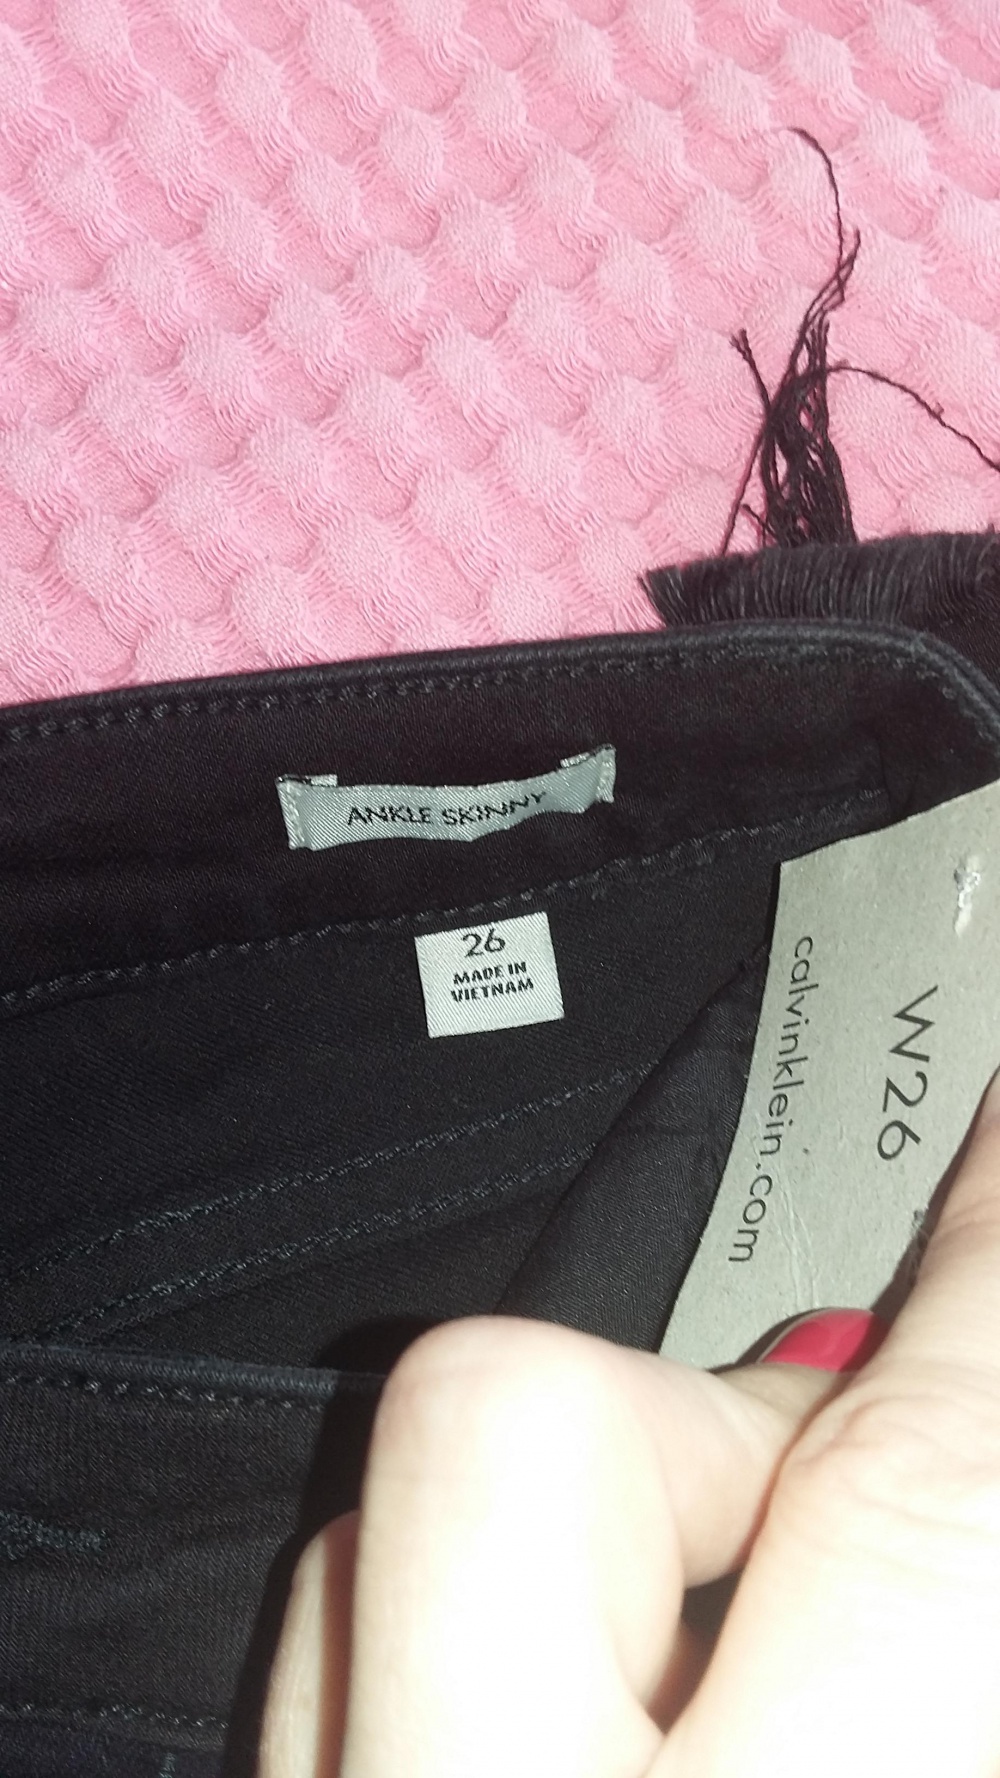 ANKLE SKINNY
26
MADE IN
VIETNAM
W26
calvinklein.com